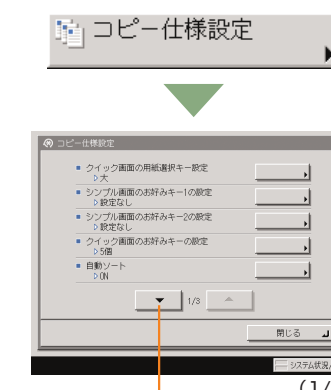 コピー仕様設定
コピー仕様設定
■ クイック画面の用紙選択キー設定
▷大
■ シンプル画面のお好みキー1の設定
▷設定なし
■ シンプル画面のお好みキー2の設定
▷設定なし
■ クイック画面のお好みキーの設定
▷5個
■ 自動ソート
▷ON
1/3
閉じる
システム状況
(1/